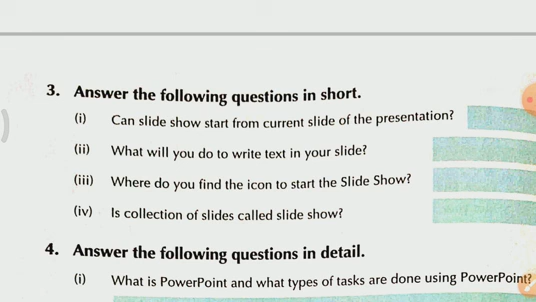 3. Answer the following questions in short.
(i) Can slide show start from current slide of the presentation?
(ii) What will you do to write text in your slide?
(iii) Where do you find the icon to start the Slide Show?
(iv) Is collection of slides called slide show?
4. Answer the following questions in detail.
(i) What is PowerPoint and what types of tasks are done using PowerPoint?